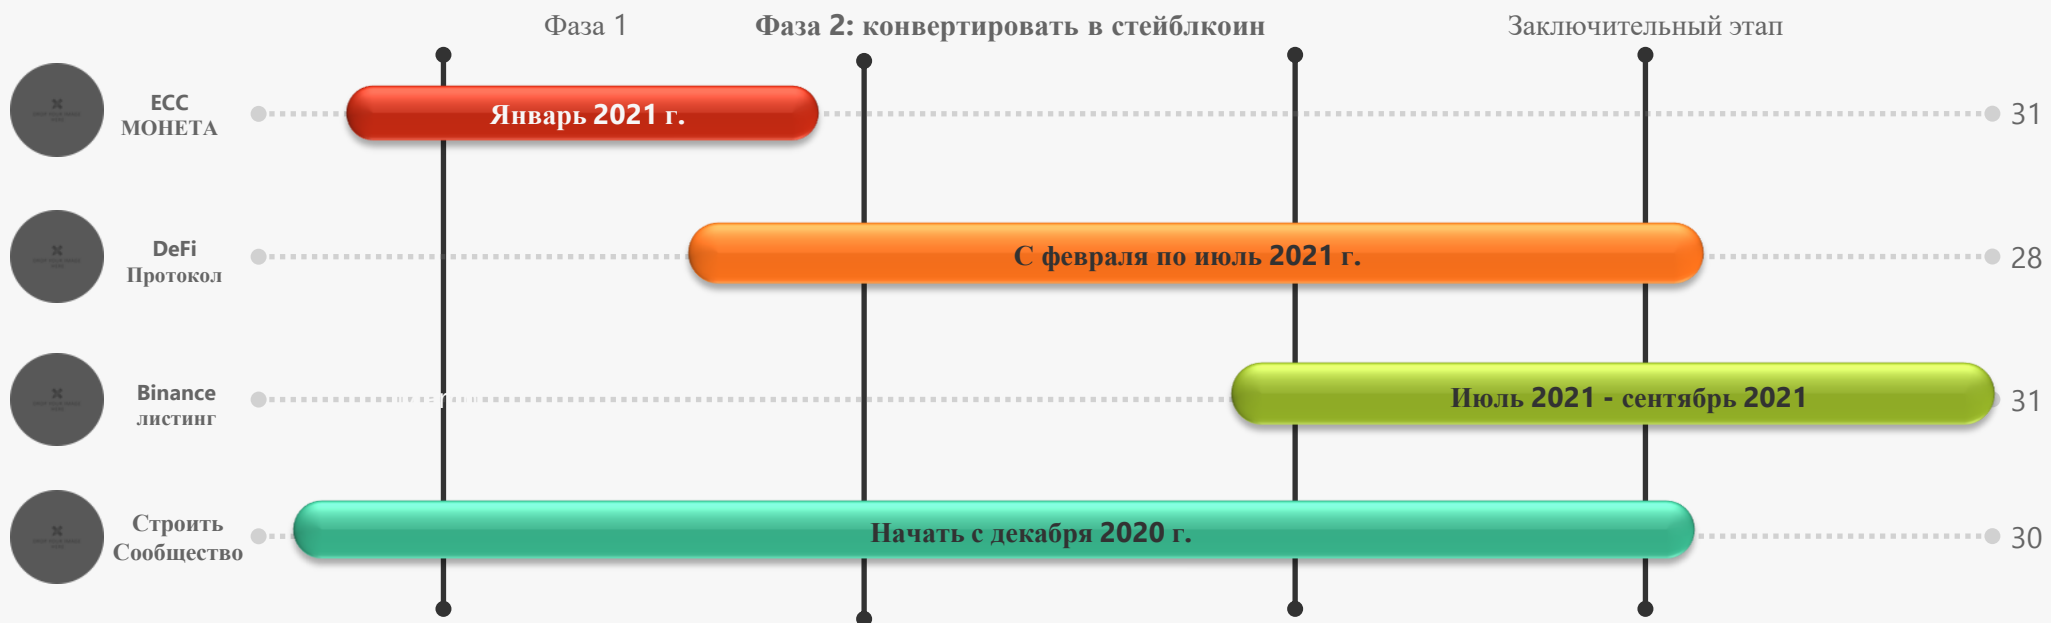 Фаза 1
Фаза 2: конвертировать в стейблкоин
Заключительный этап
ECC
МОНЕТА
Январь 2021 г.
31
DeFi
Протокол
С февраля по июль 2021 г.
28
Binance
листинг
Июль 2021 - сентябрь 2021
31
Строить
Сообщество
Начать с декабря 2020 г.
30